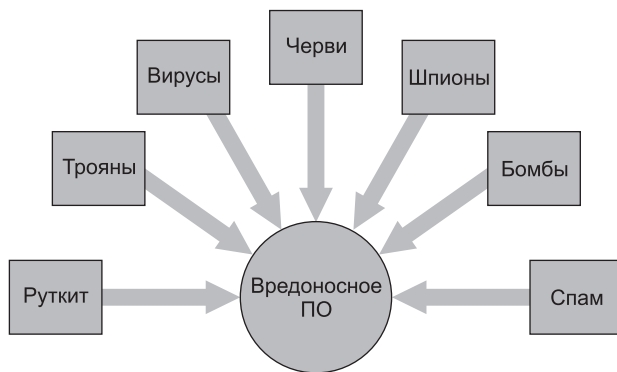 Черви
Вирусы
Шпионы
Трояны
Бомбы
Руткит
Вредоносное
ПО
Спам